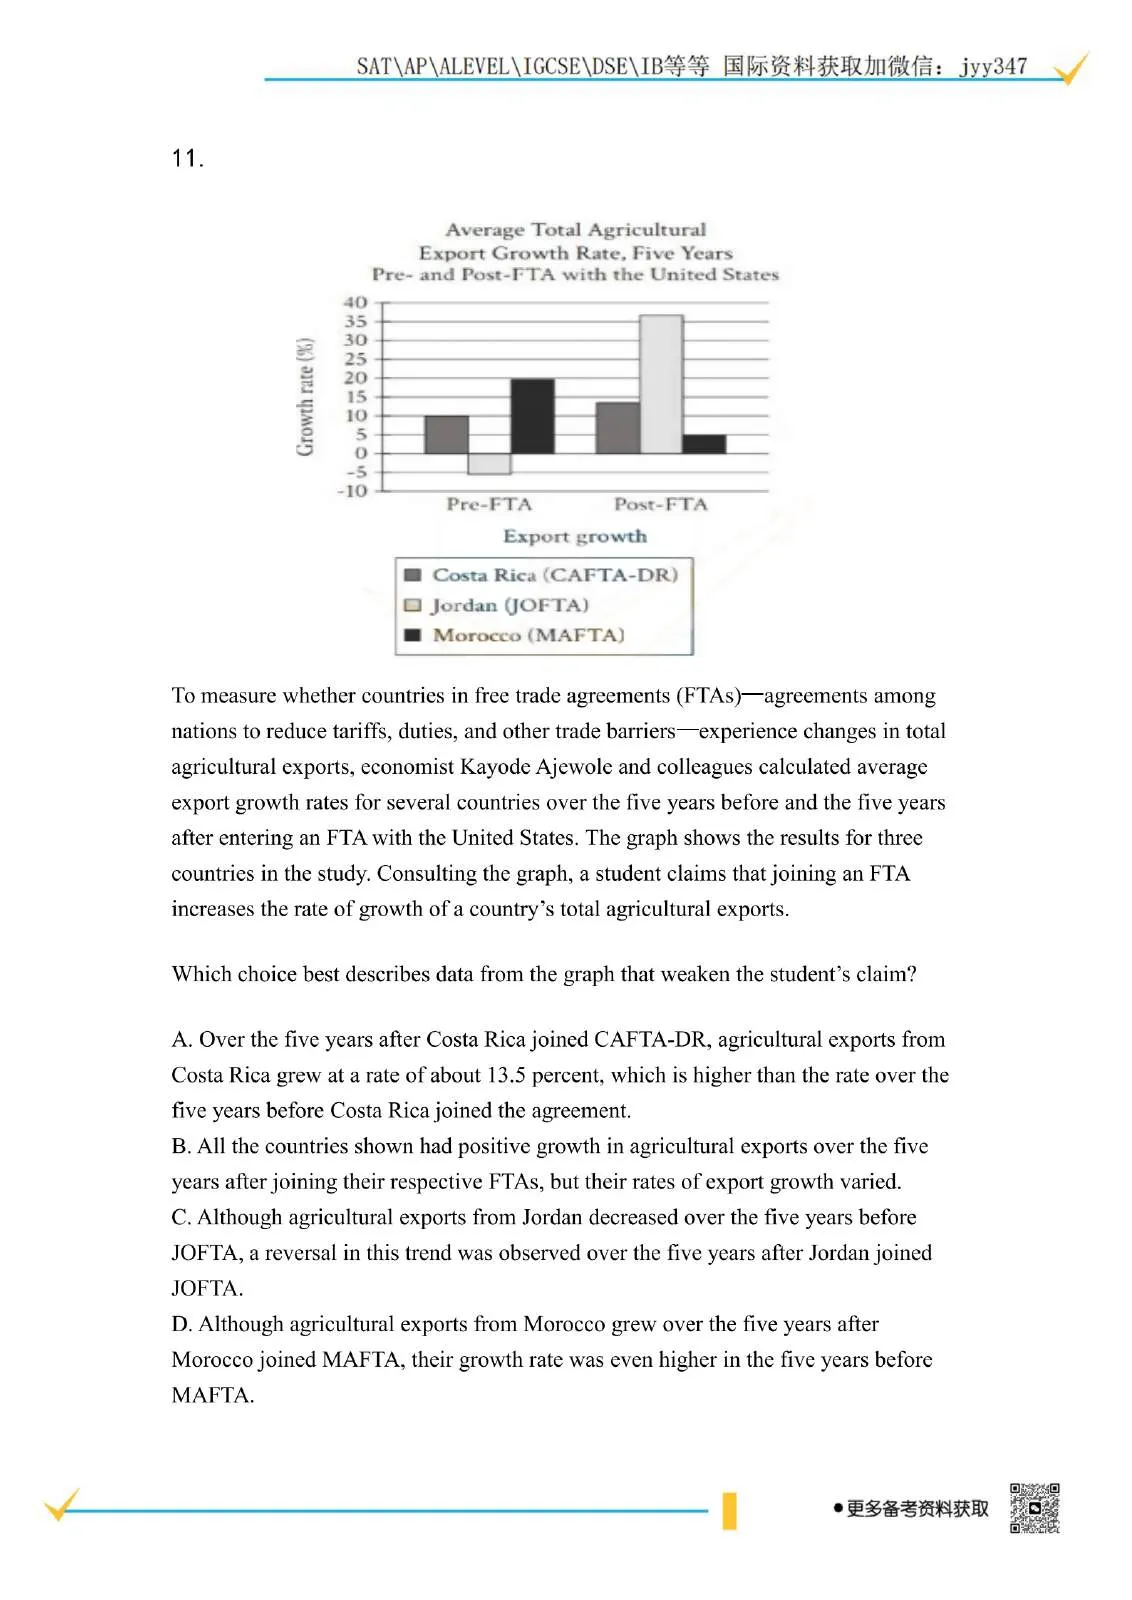 SAT\AP\ALEVEL\IGCSE\DSE\IB等等 国际资料获取加微信：jyy347
11.
Average Total Agricultural
Export Growth Rate, Five Years
Pre- and Post-FTA with the United States
Growth rate (%)
40
35
30
25
20
15
10
5
0
-5
-10
Pre-FTA Post-FTA
Export growth
Costa Rica (CAFTA-DR)
Jordan (JOFTA)
Morocco (MAFTA)
To measure whether countries in free trade agreements (FTAs)—agreements among
nations to reduce tariffs, duties, and other trade barriers—experience changes in total
agricultural exports, economist Kayode Ajewole and colleagues calculated average
export growth rates for several countries over the five years before and the five years
after entering an FTA with the United States. The graph shows the results for three
countries in the study. Consulting the graph, a student claims that joining an FTA
increases the rate of growth of a country's total agricultural exports.
Which choice best describes data from the graph that weaken the student's claim?
A. Over the five years after Costa Rica joined CAFTA-DR, agricultural exports from
Costa Rica grew at a rate of about 13.5 percent, which is higher than the rate over the
five years before Costa Rica joined the agreement.
B. All the countries shown had positive growth in agricultural exports over the five
years after joining their respective FTAs, but their rates of export growth varied.
C. Although agricultural exports from Jordan decreased over the five years before
JOFTA, a reversal in this trend was observed over the five years after Jordan joined
JOFTA.
D. Although agricultural exports from Morocco grew over the five years after
Morocco joined MAFTA, their growth rate was even higher in the five years before
MAFTA.
●更多备考资料获取